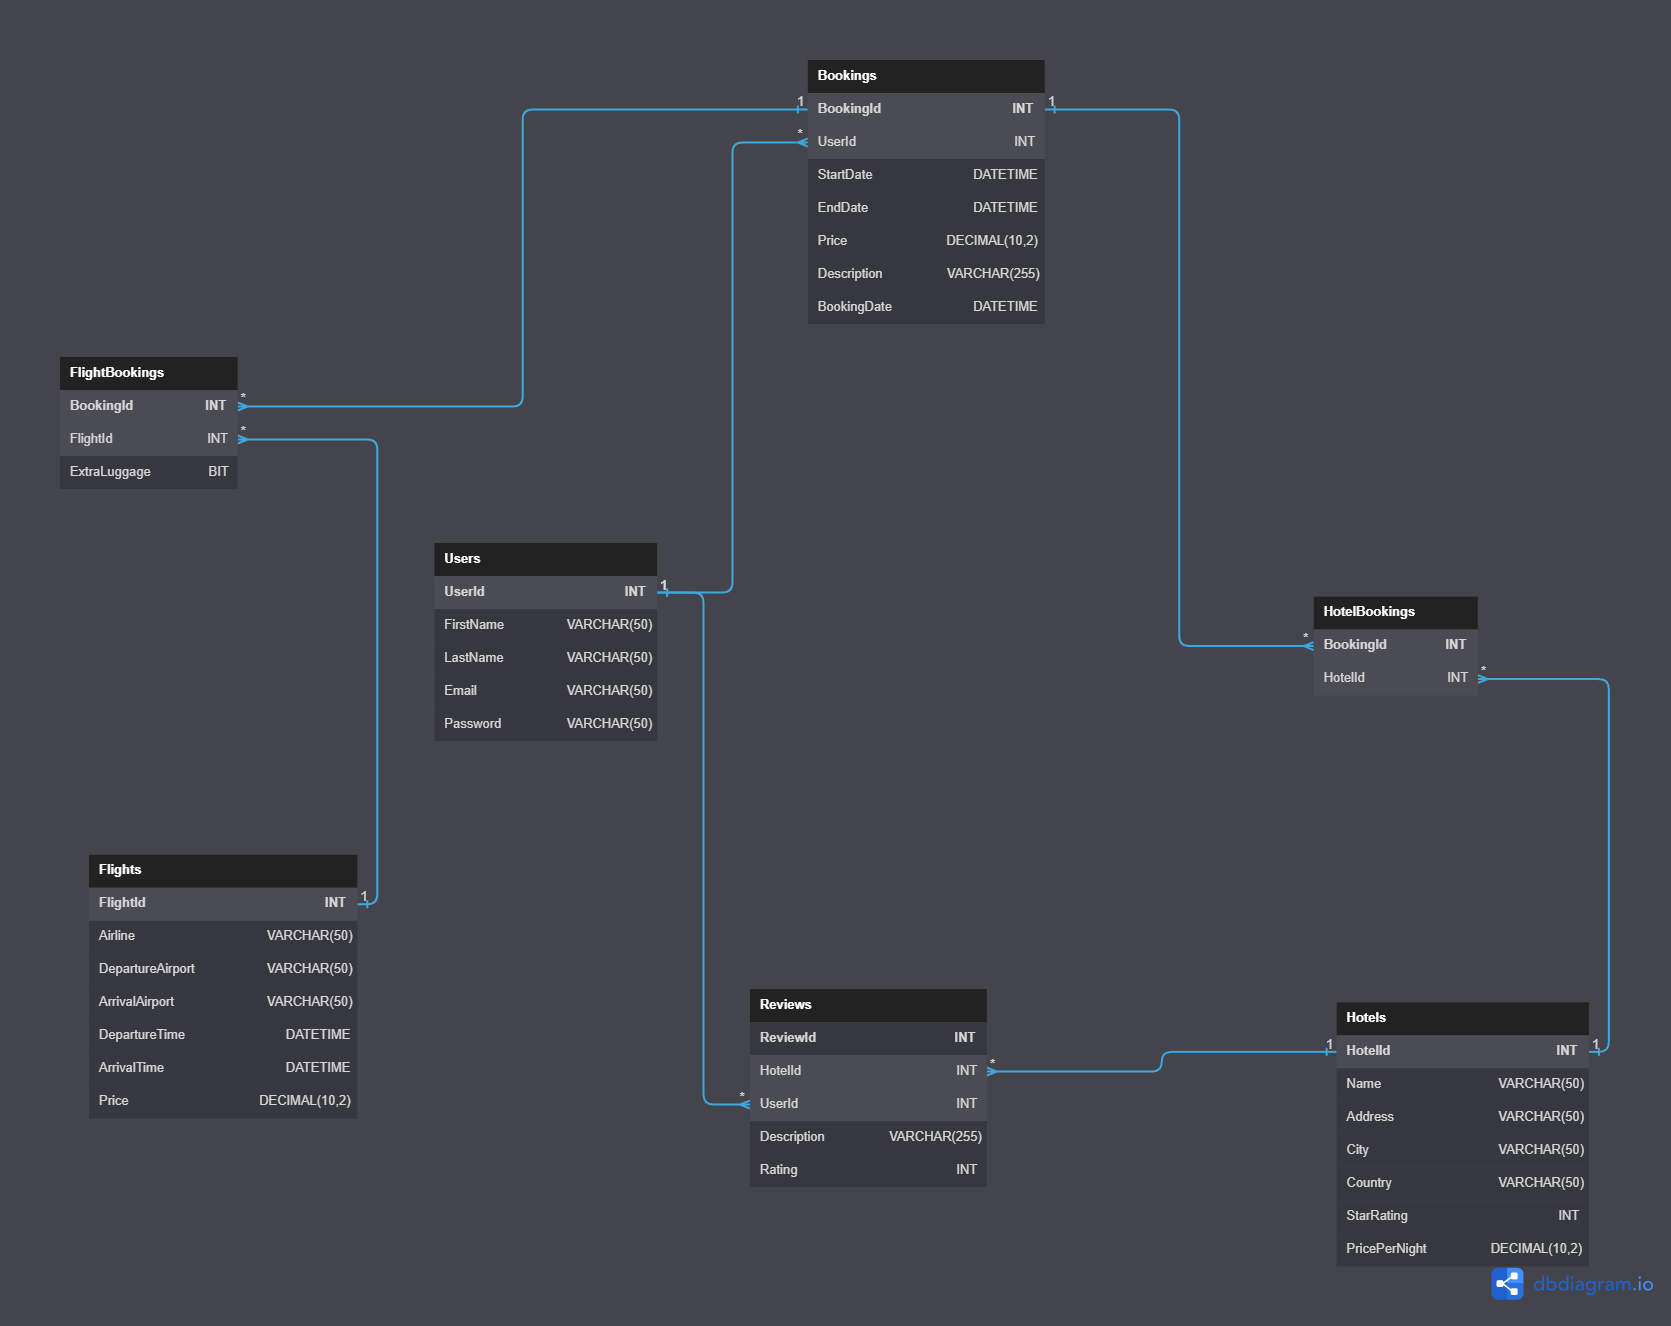 Bookings
1 BookingId INT 1
* UserId INT
StartDate DATETIME
EndDate DATETIME
Price DECIMAL(10,2)
Description VARCHAR(255)
BookingDate DATETIME
FlightBookings
BookingId INT *
FlightId INT *
ExtraLuggage BIT
Users
UserId INT 1
FirstName VARCHAR(50)
LastName VARCHAR(50)
Email VARCHAR(50)
Password VARCHAR(50)
HotelBookings
* BookingId INT
HotelId INT *
Flights
FlightId INT 1
Airline VARCHAR(50)
DepartureAirport VARCHAR(50)
ArrivalAirport VARCHAR(50)
DepartureTime DATETIME
ArrivalTime DATETIME
Price DECIMAL(10,2)
Reviews
ReviewId INT
HotelId INT *
* UserId INT
Description VARCHAR(255)
Rating INT
Hotels
1 HotelId INT 1
Name VARCHAR(50)
Address VARCHAR(50)
City VARCHAR(50)
Country VARCHAR(50)
StarRating INT
PricePerNight DECIMAL(10,2)
dbdiagram.io